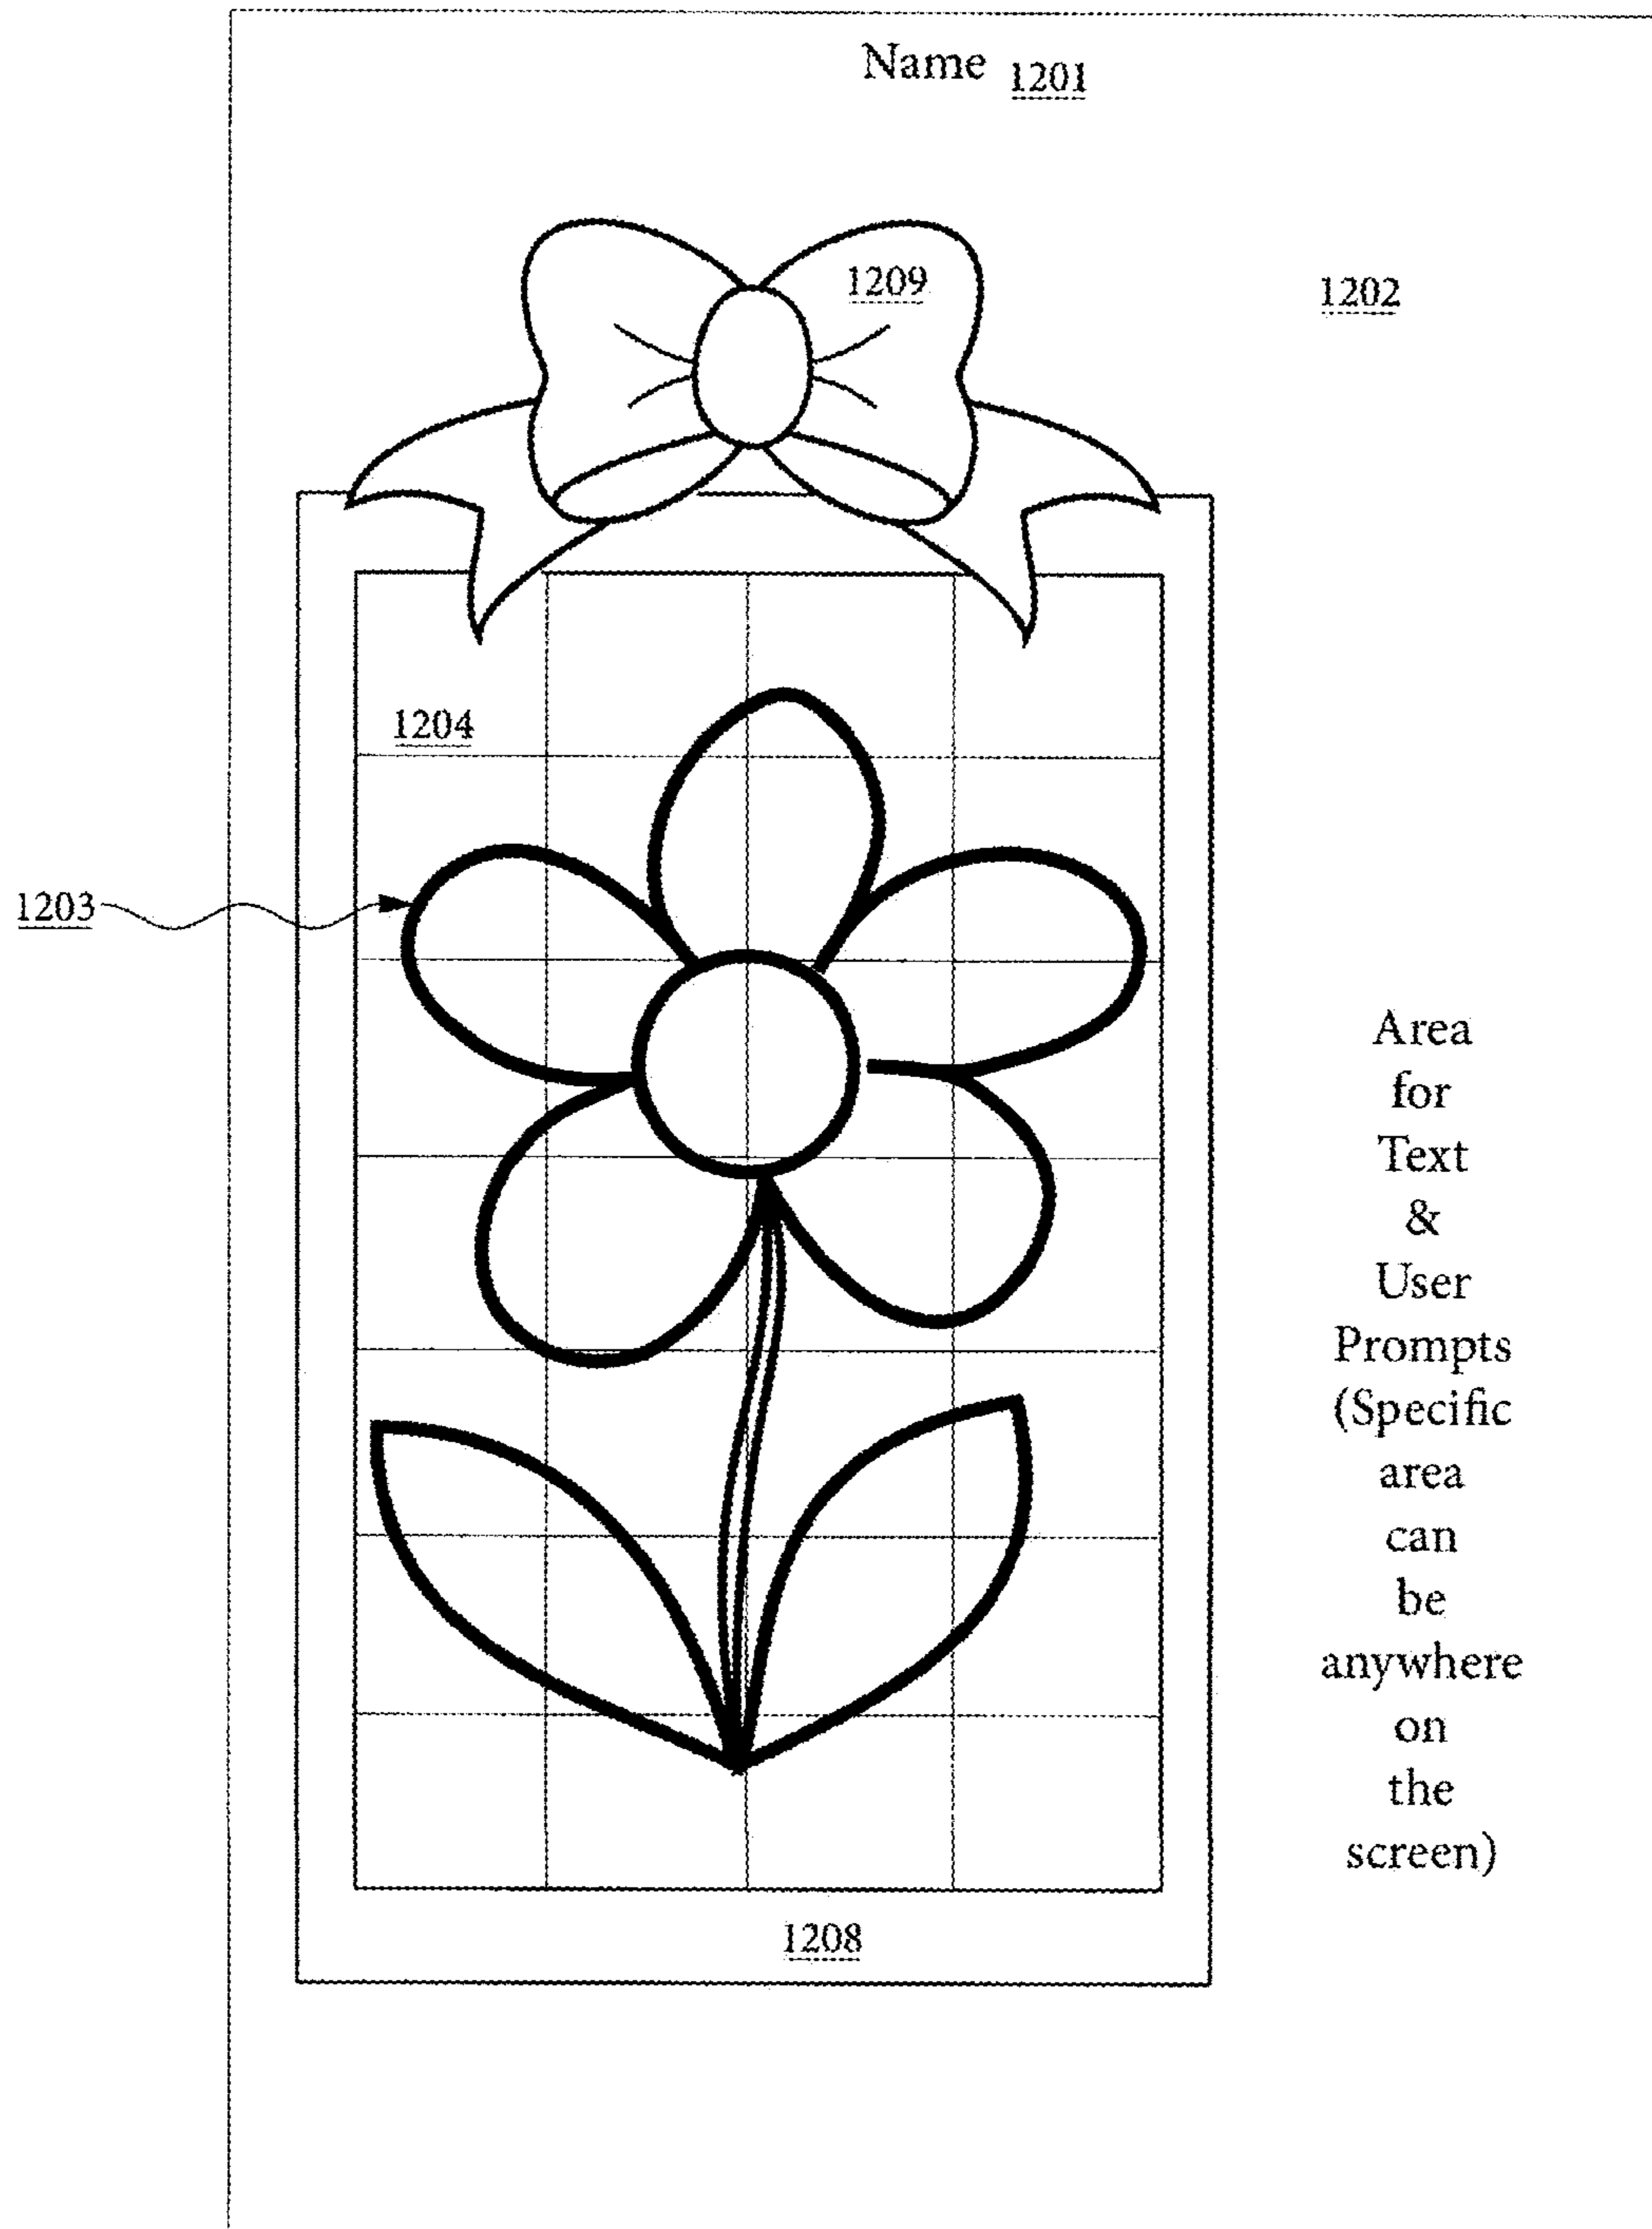 Name 1201
1209
1202
1204
1203
Area
for
Text
&
User
Prompts
(Specific
area
can
be
anywhere
on
the
screen)
1208